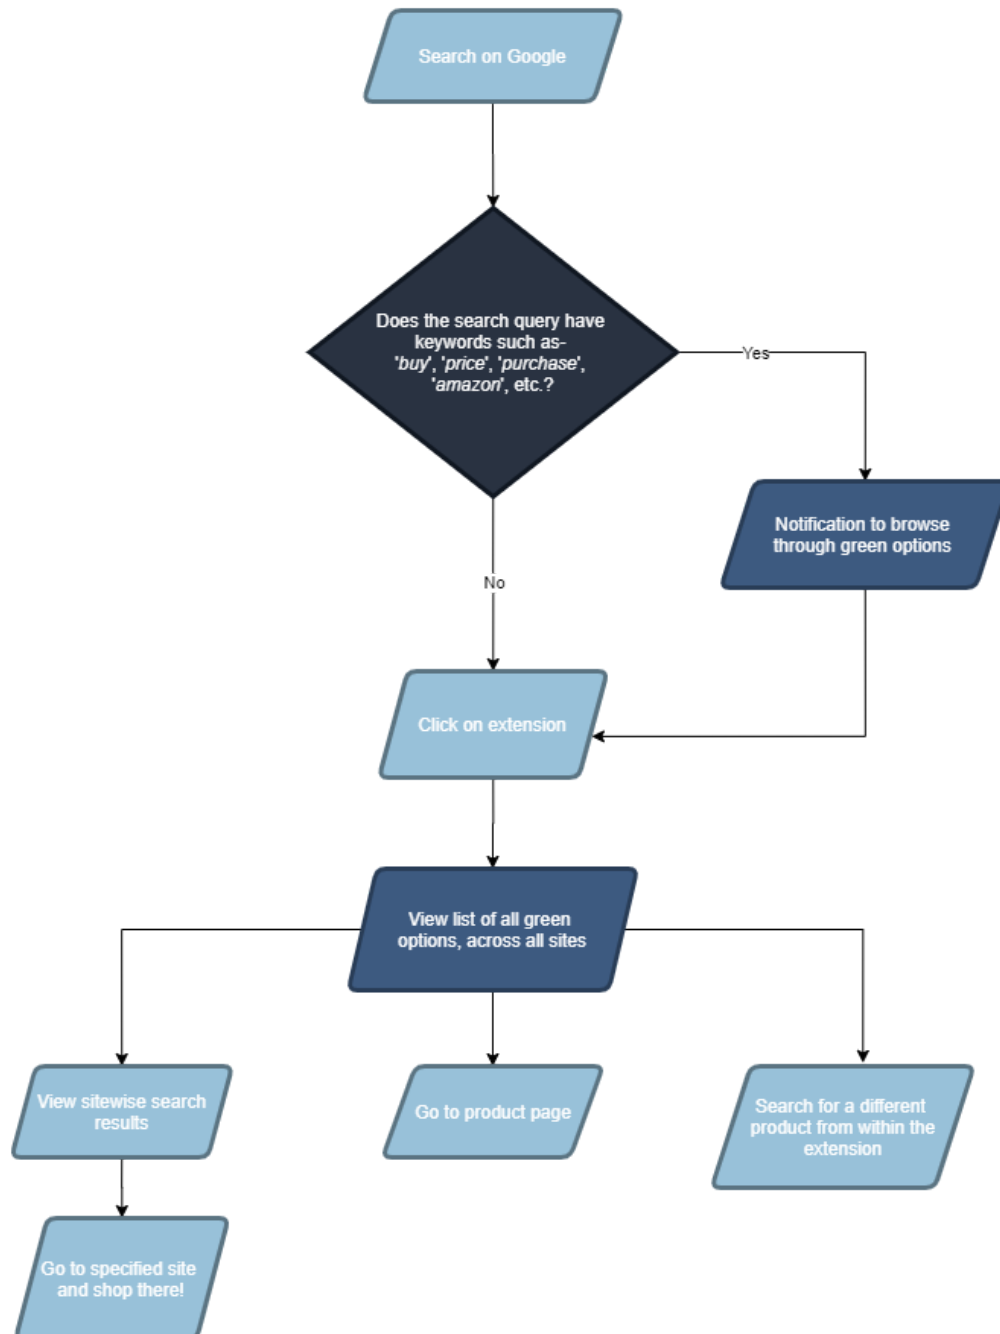 Search on Google
Does the search query have
keywords such as-
'buy', 'price', 'purchase',
'amazon', etc.?
Yes
Notification to browse
through green options
No
Click on extension
View list of all green
options, across all sites
View sitewise search
results
Go to product page
Search for a different
product from within the
extension
Go to specified site
and shop there!